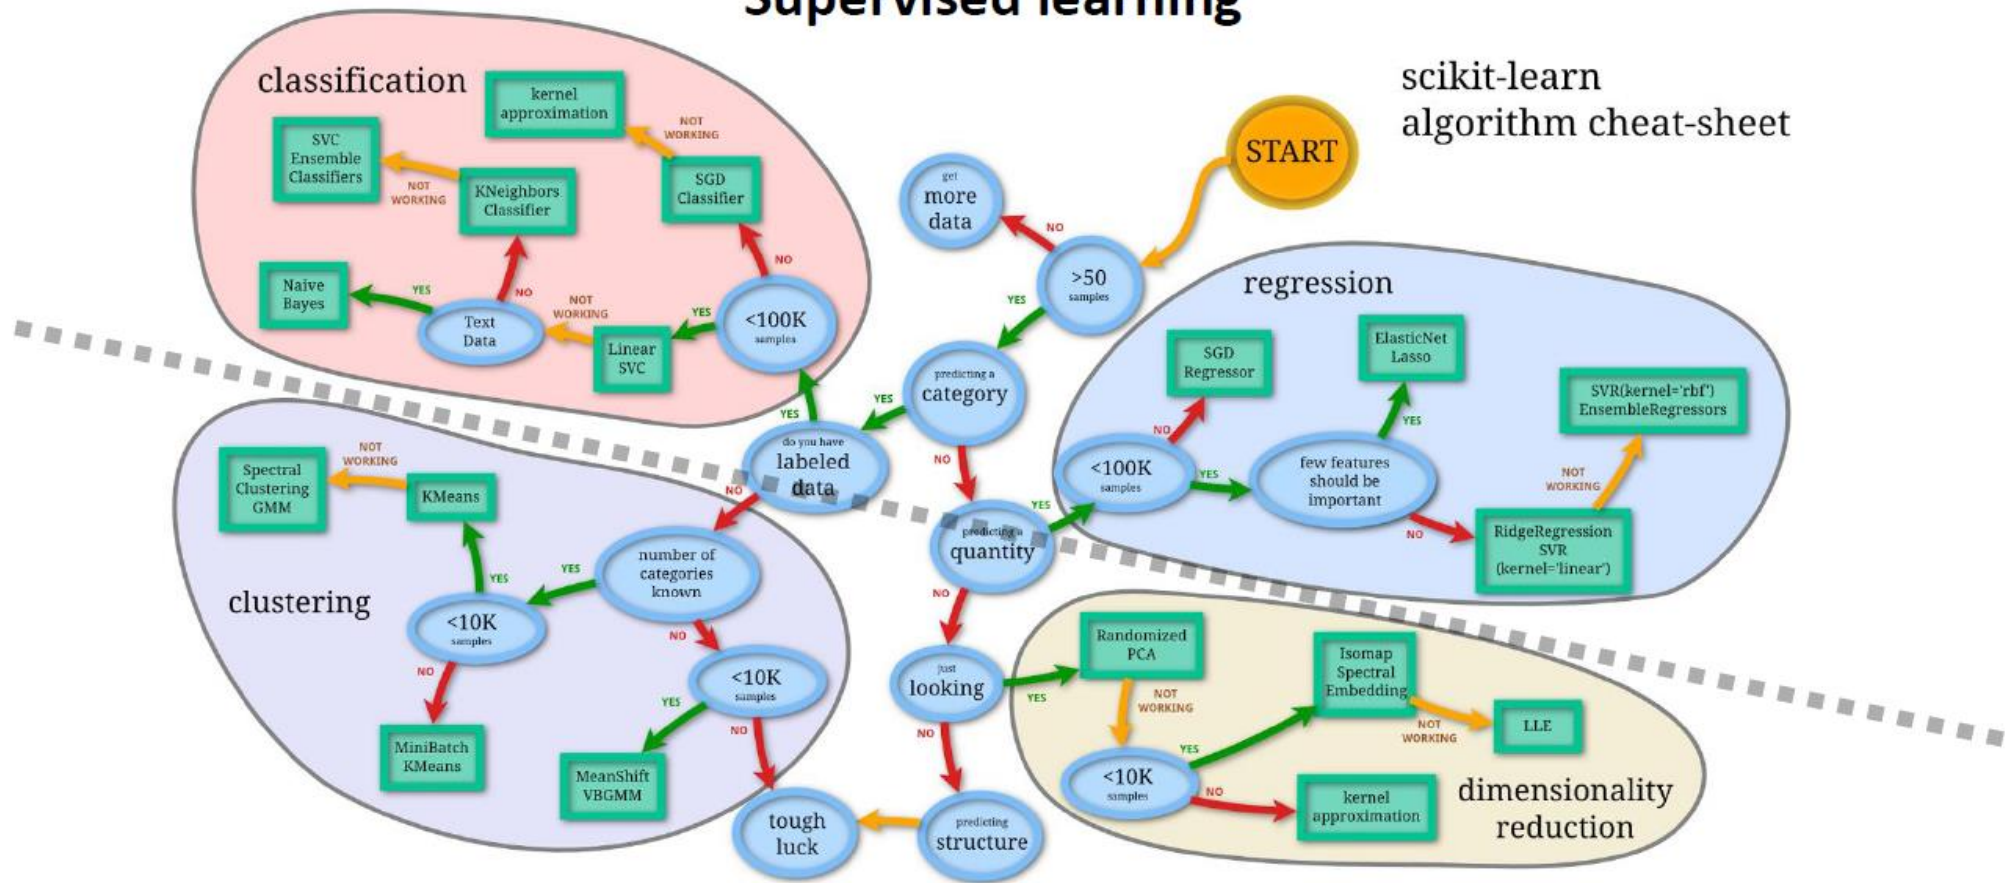 Supervised learning
scikit-learn
algorithm cheat-sheet
START
classification
kernel
approximation
NOT
WORKING
SVC
Ensemble
Classifiers
NOT
WORKING
KNeighbors
Classifier
SGD
Classifier
NO
Naive
Bayes
YES
Text
Data
NO
NOT
WORKING
Linear
SVC
YES
<100K
samples
get
more
data
NO
>50
samples
YES
predicting a
category
YES
NO
do you have
labeled
data
YES
NO
predicting a
quantity
YES
NO
just
looking
YES
NO
predicting
structure
tough
luck
regression
SGD
Regressor
NO
<100K
samples
YES
few features
should be
important
YES
ElasticNet
Lasso
NO
RidgeRegression
SVR
(kernel='linear')
NOT
WORKING
SVR(kernel='rbf')
EnsembleRegressors
clustering
Spectral
Clustering
GMM
NOT
WORKING
KMeans
YES
<10K
samples
NO
MiniBatch
KMeans
YES
number of
categories
known
NO
<10K
samples
YES
NO
MeanShift
VBGMM
dimensionality
reduction
Randomized
PCA
NOT
WORKING
<10K
samples
YES
NO
Isomap
Spectral
Embedding
NOT
WORKING
LLE
kernel
approximation